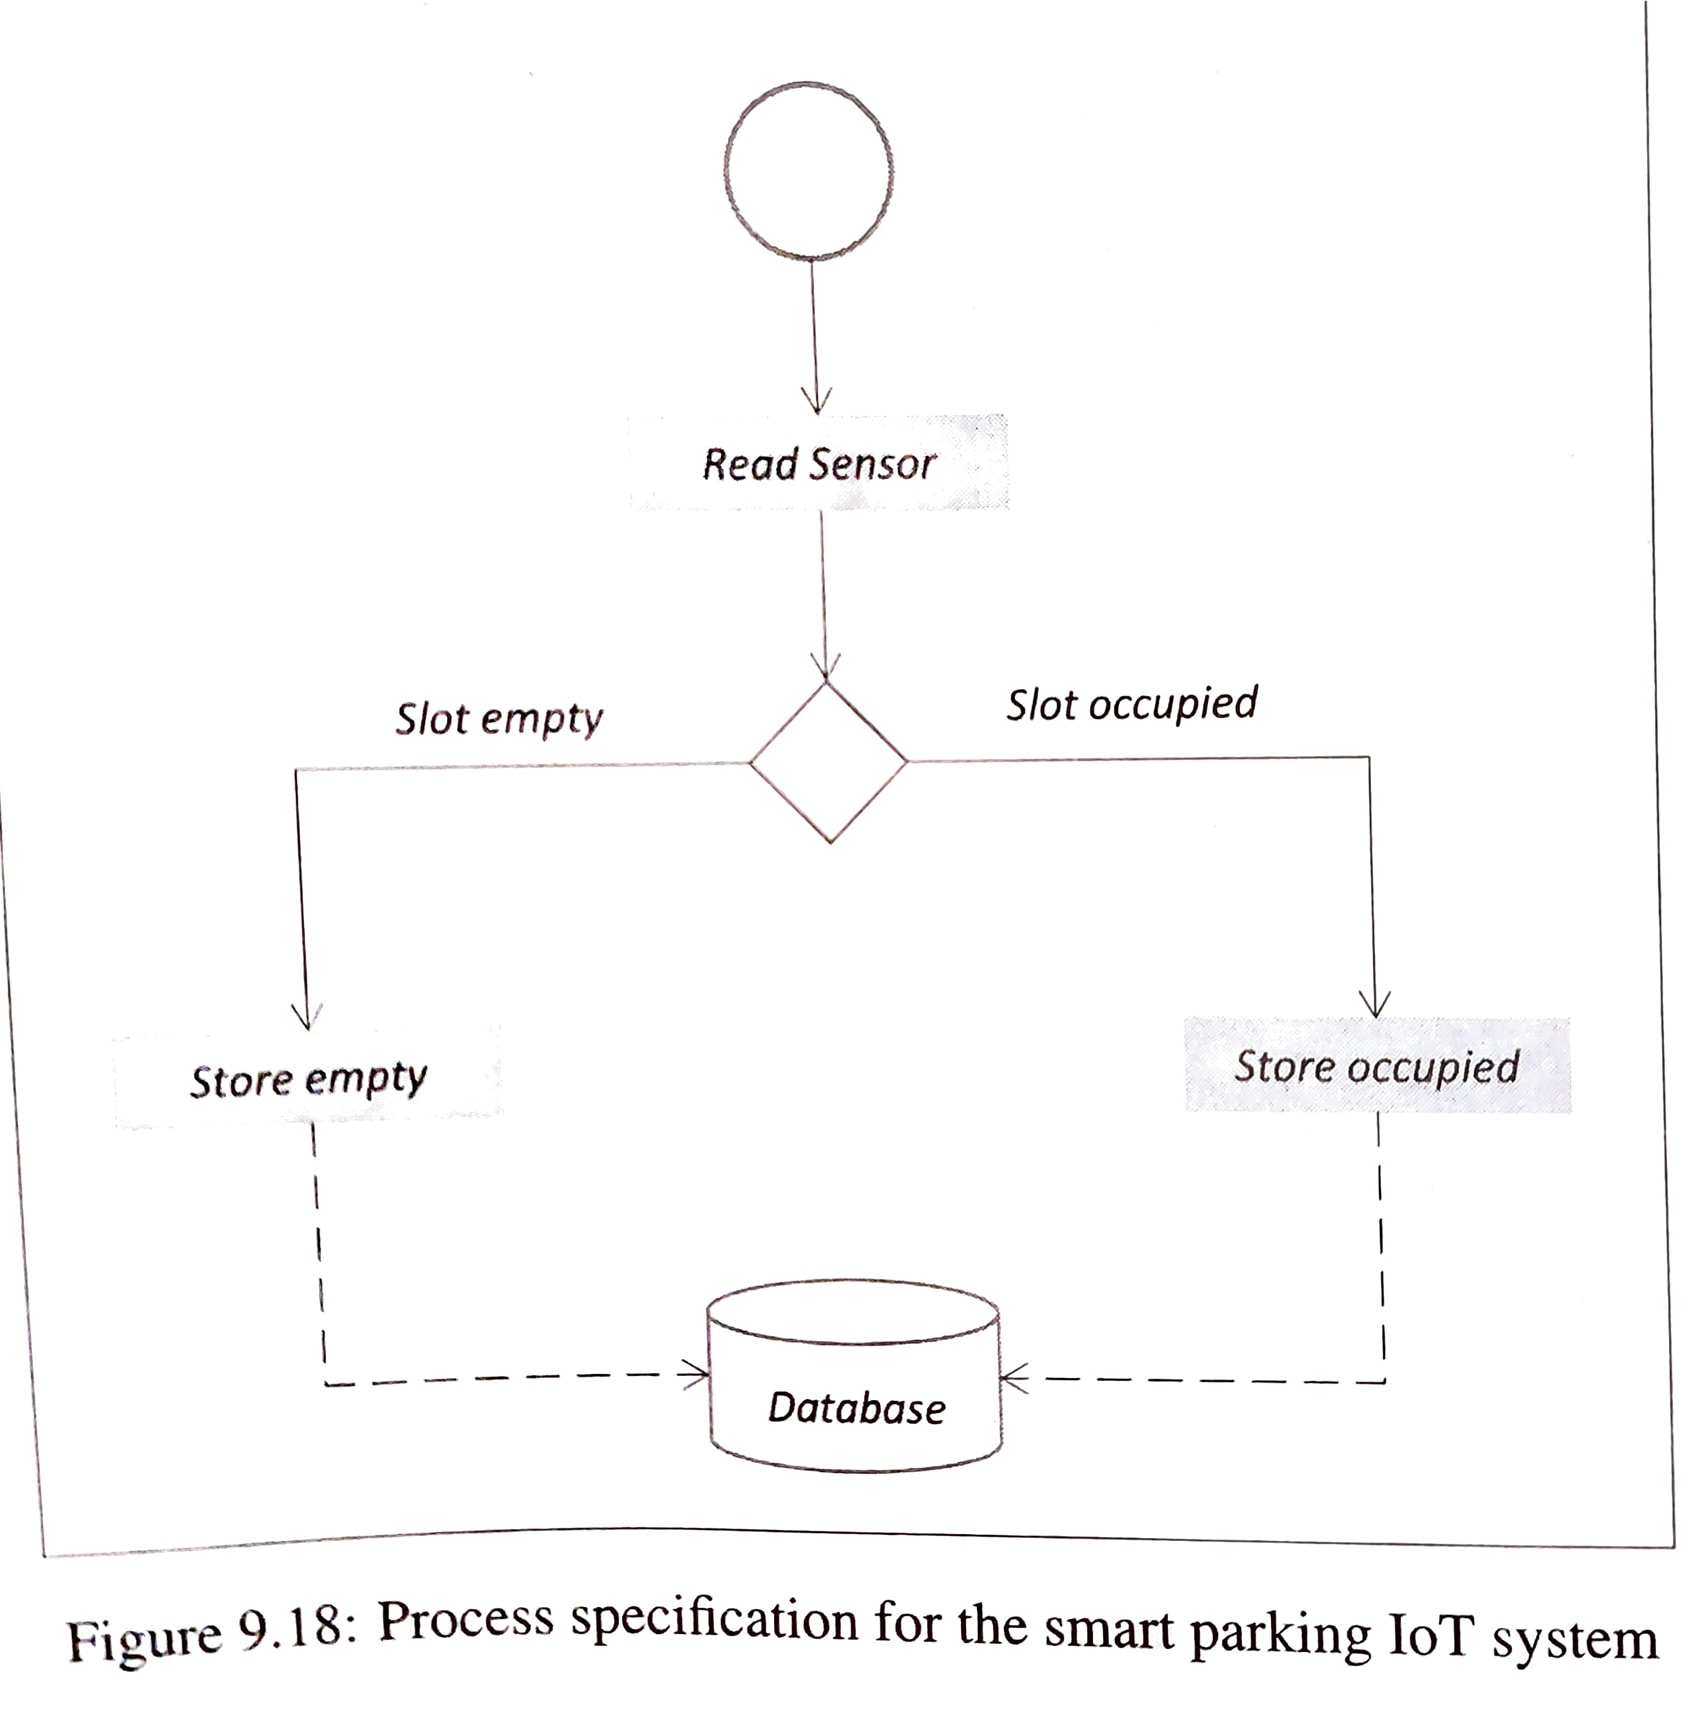 Read Sensor
Slot empty
Slot occupied
Store empty
Store occupied
Database
Figure 9.18: Process specification for the smart parking IoT system